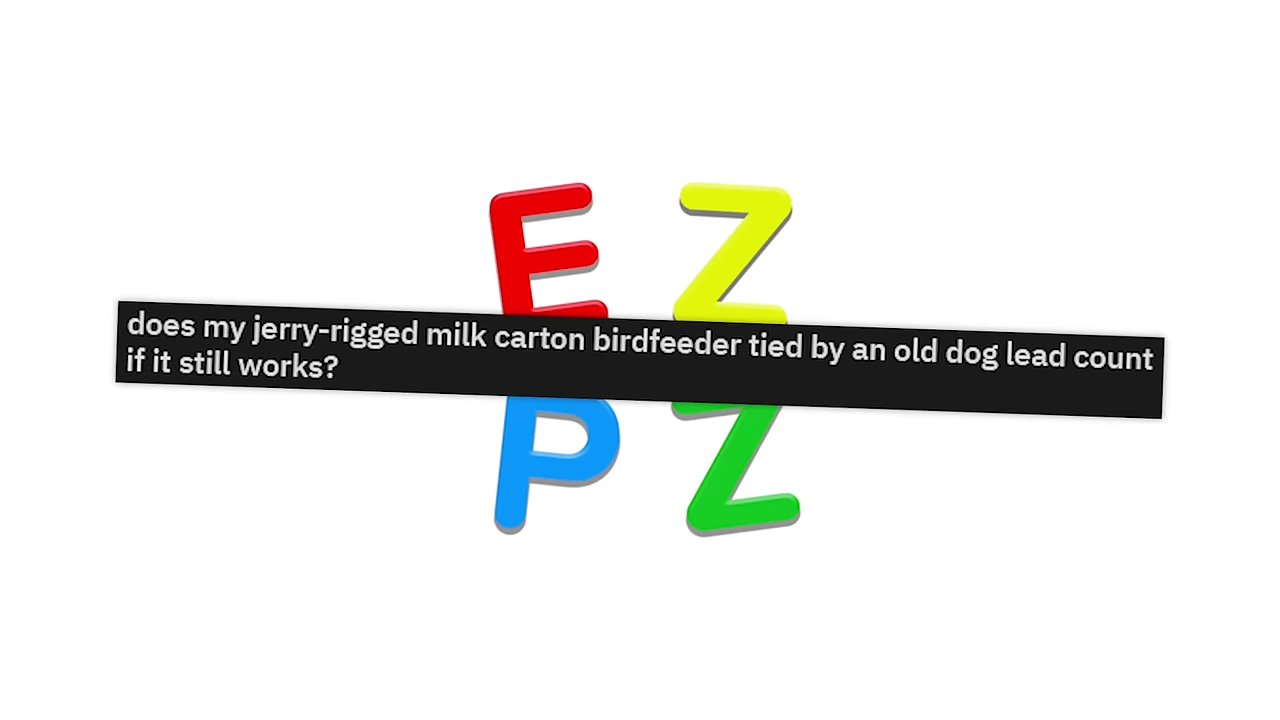 E Z
does my jerry-rigged milk carton birdfeeder tied by an old dog lead count
if it still works?
P Z